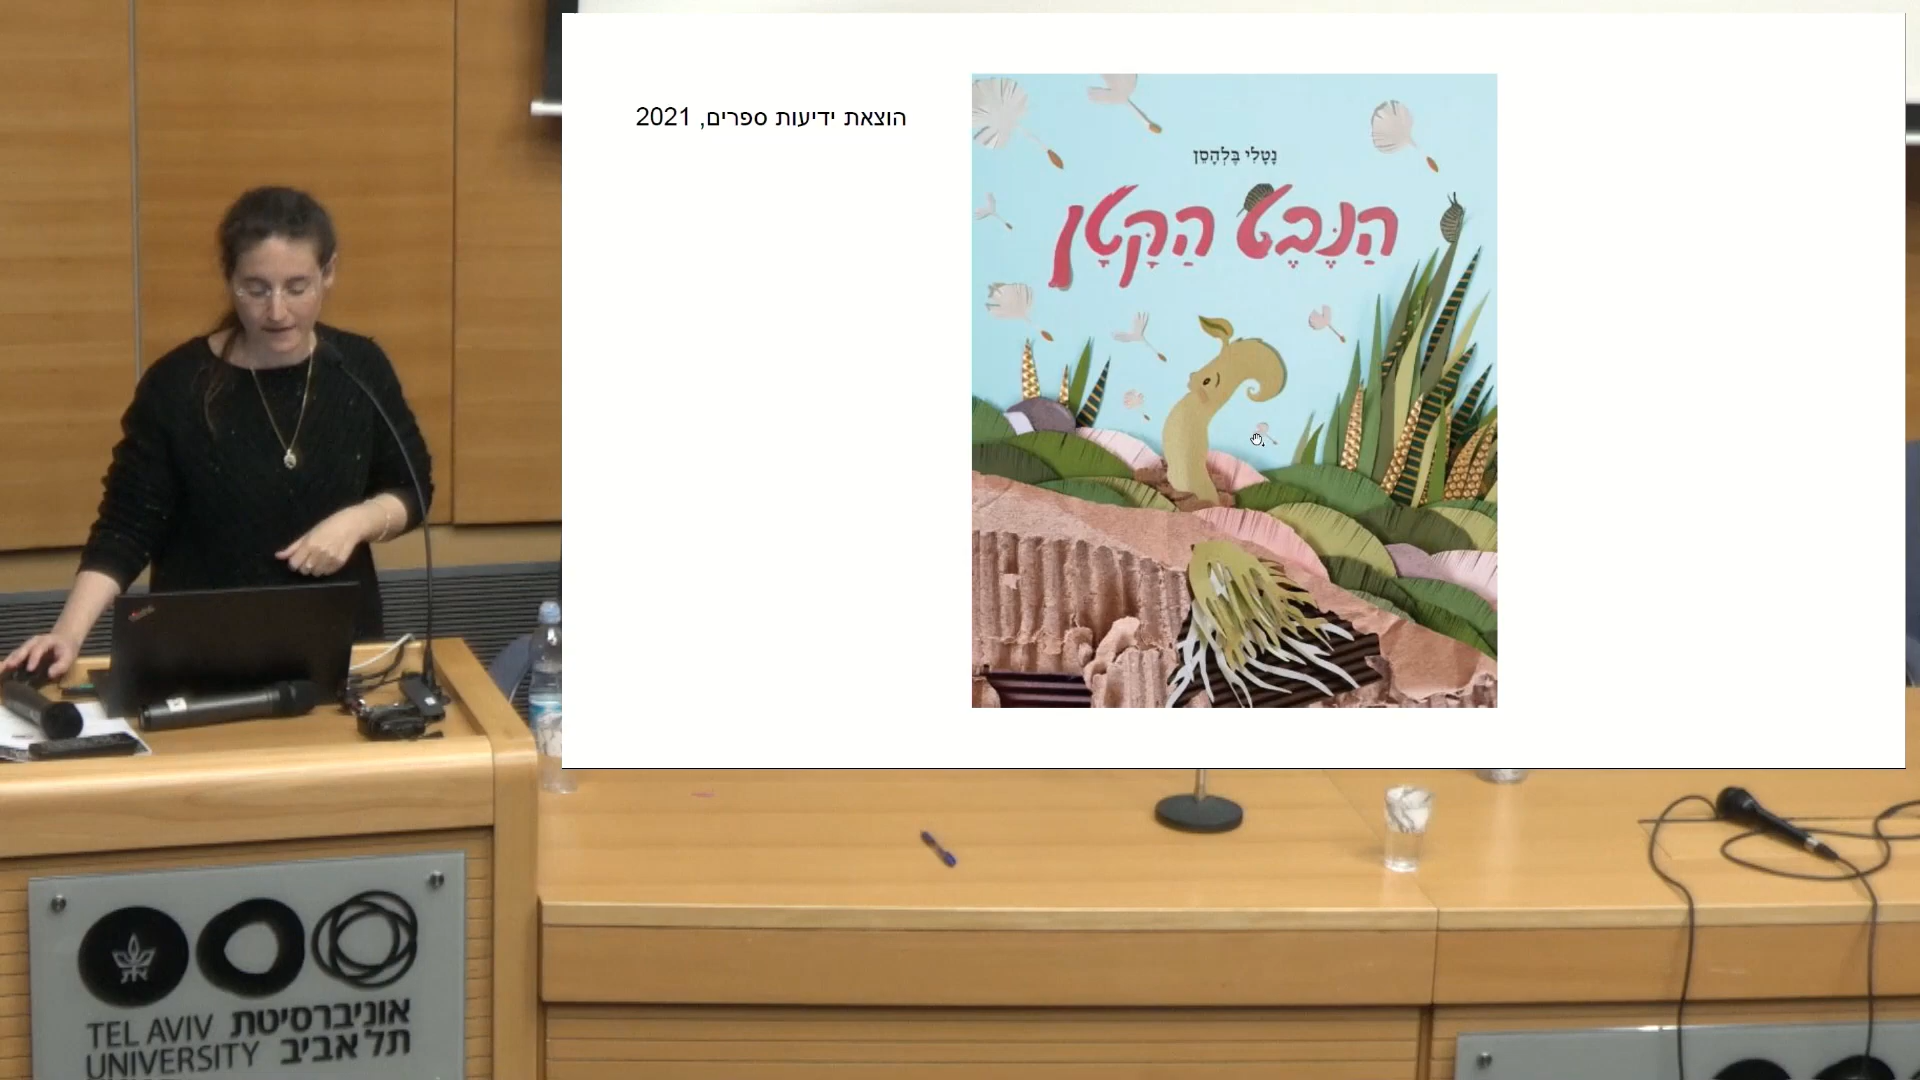 הוצאת ידיעות ספרים, 2021
נָטָלִי בֶּלְהָסֵן
הַנֶּבֶט הַקָּטָן
אוניברסיטת
תל אביב
TEL AVIV
UNIVERSITY